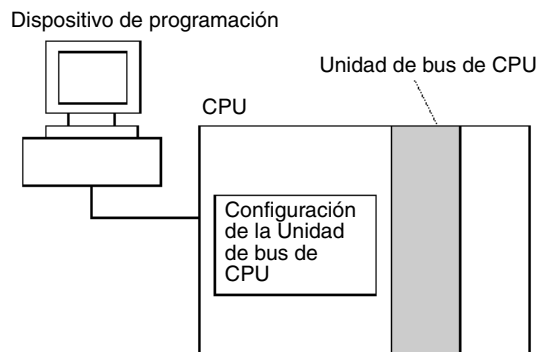 Dispositivo de programación
Unidad de bus de CPU
CPU
Configuración
de la Unidad
de bus de
CPU